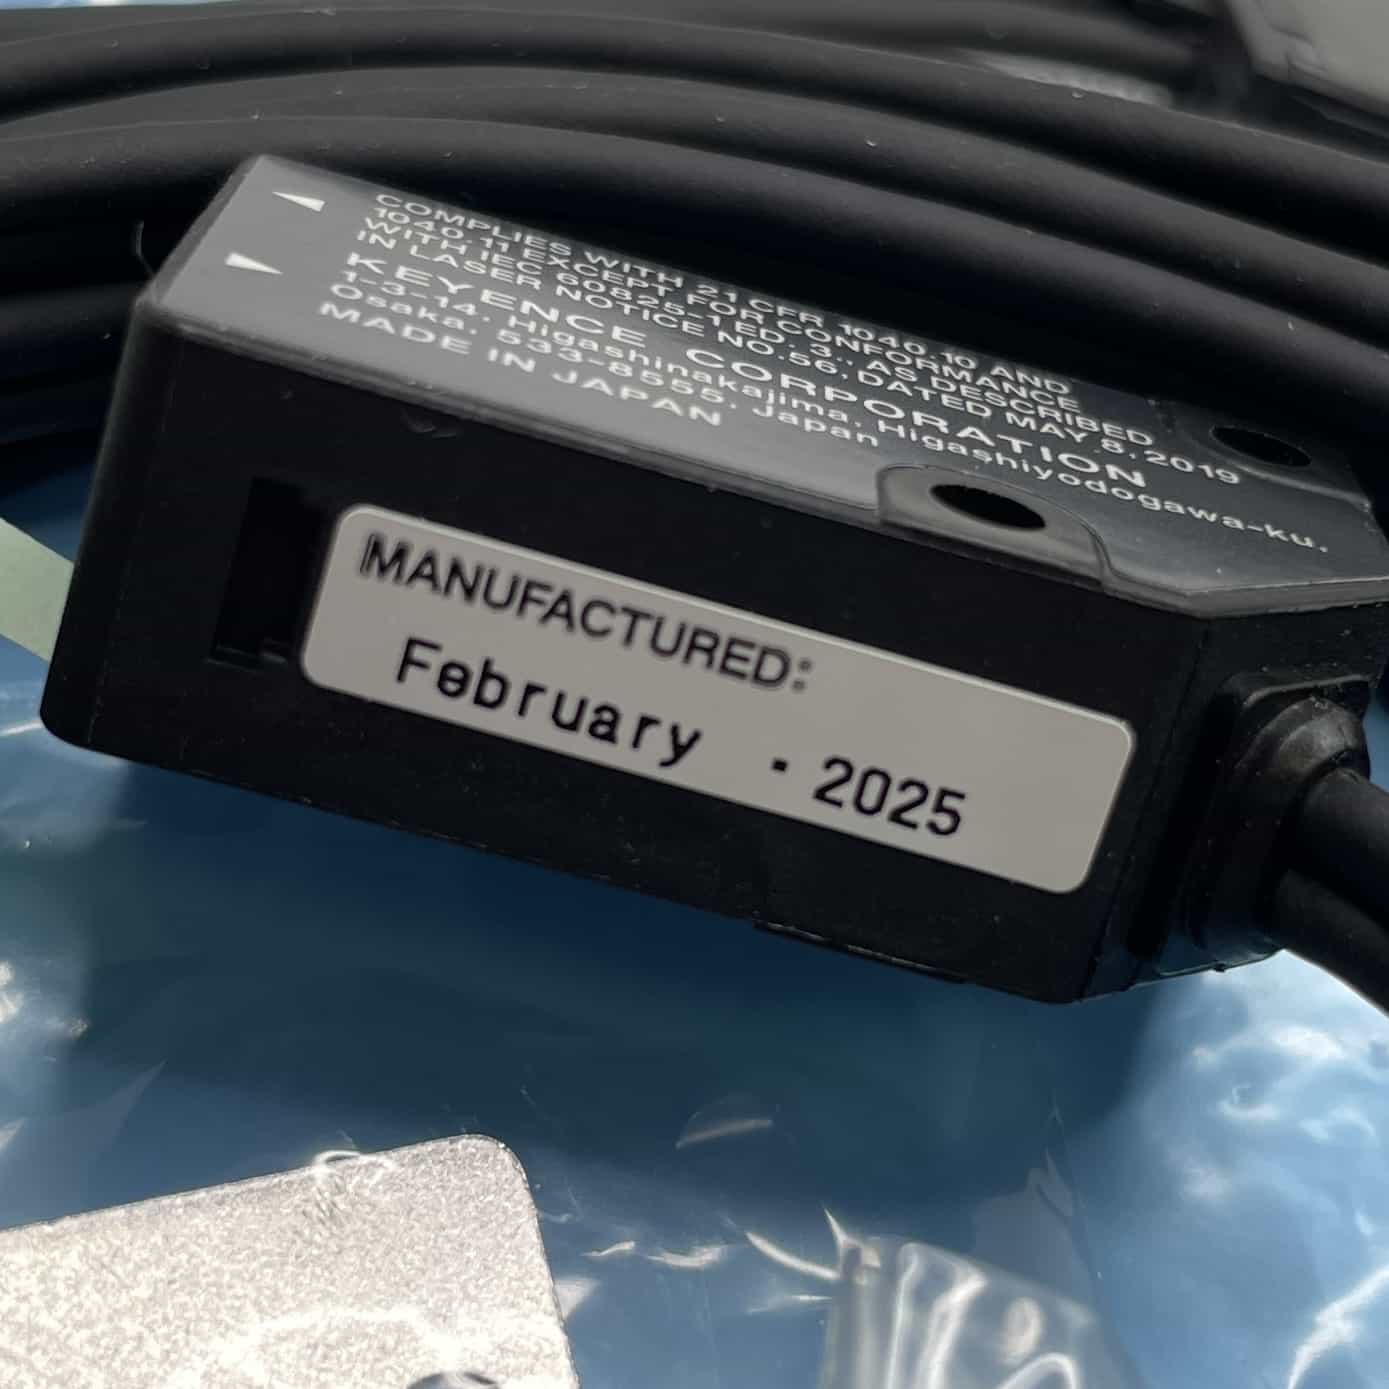 COMPLIES WITH 21 CFR 1040.10 AND
1040.11 EXCEPT FOR CONFORMANCE
WITH IEC 60825-1 ED. 3., AS DESCRIBED
IN LASER NOTICE NO.56, DATED MAY 8, 2019
KEYENCE CORPORATION
1-3-14, Higashinakajima, Higashiyodogawa-ku,
Osaka, 533-8555, Japan
MADE IN JAPAN
MANUFACTURED:
February . 2025